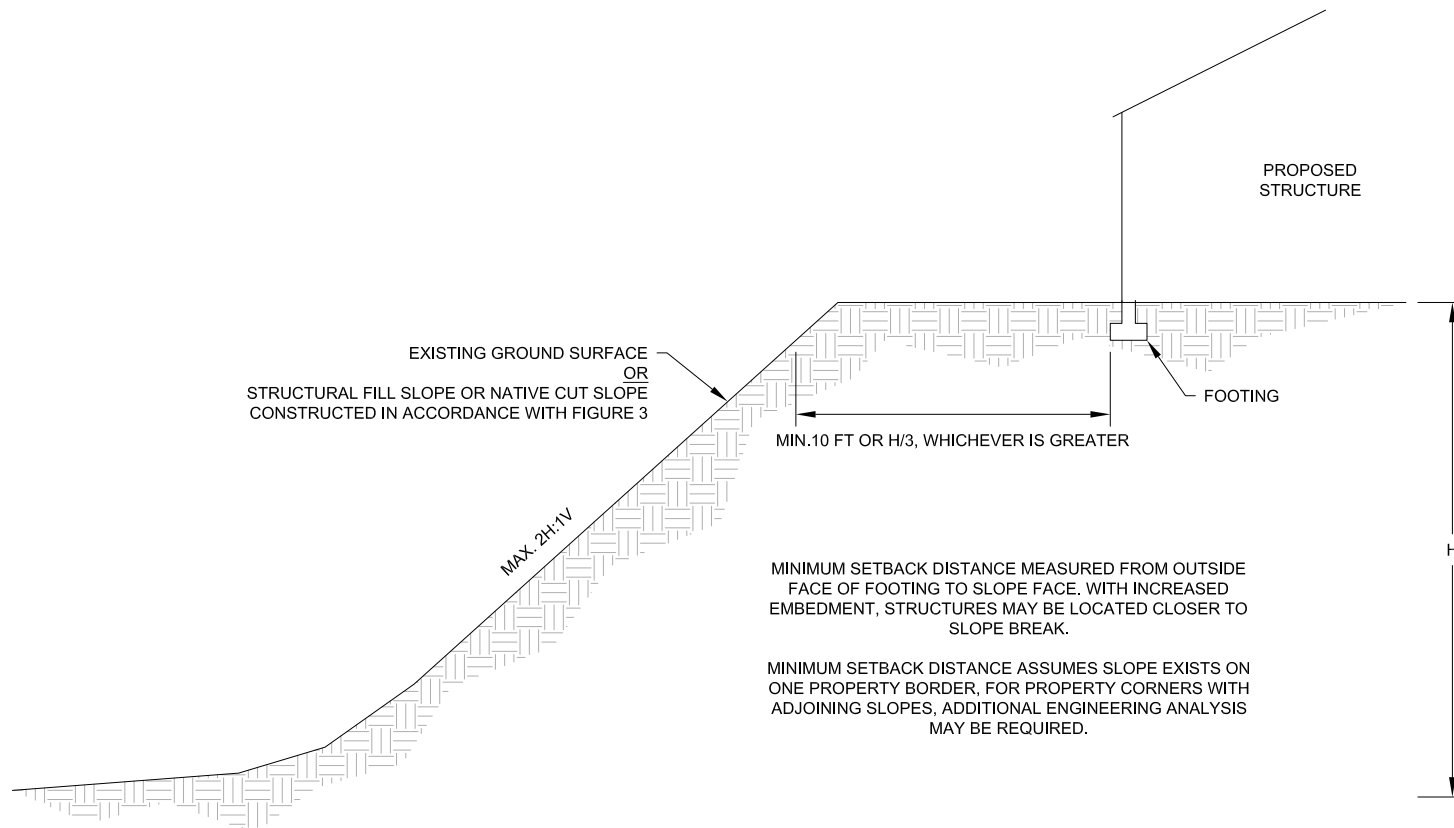 PROPOSED
STRUCTURE
EXISTING GROUND SURFACE
OR
STRUCTURAL FILL SLOPE OR NATIVE CUT SLOPE
CONSTRUCTED IN ACCORDANCE WITH FIGURE 3
FOOTING
MIN.10 FT OR H/3, WHICHEVER IS GREATER
MAX. 2H:1V
H
MINIMUM SETBACK DISTANCE MEASURED FROM OUTSIDE
FACE OF FOOTING TO SLOPE FACE. WITH INCREASED
EMBEDMENT, STRUCTURES MAY BE LOCATED CLOSER TO
SLOPE BREAK.
MINIMUM SETBACK DISTANCE ASSUMES SLOPE EXISTS ON
ONE PROPERTY BORDER, FOR PROPERTY CORNERS WITH
ADJOINING SLOPES, ADDITIONAL ENGINEERING ANALYSIS
MAY BE REQUIRED.